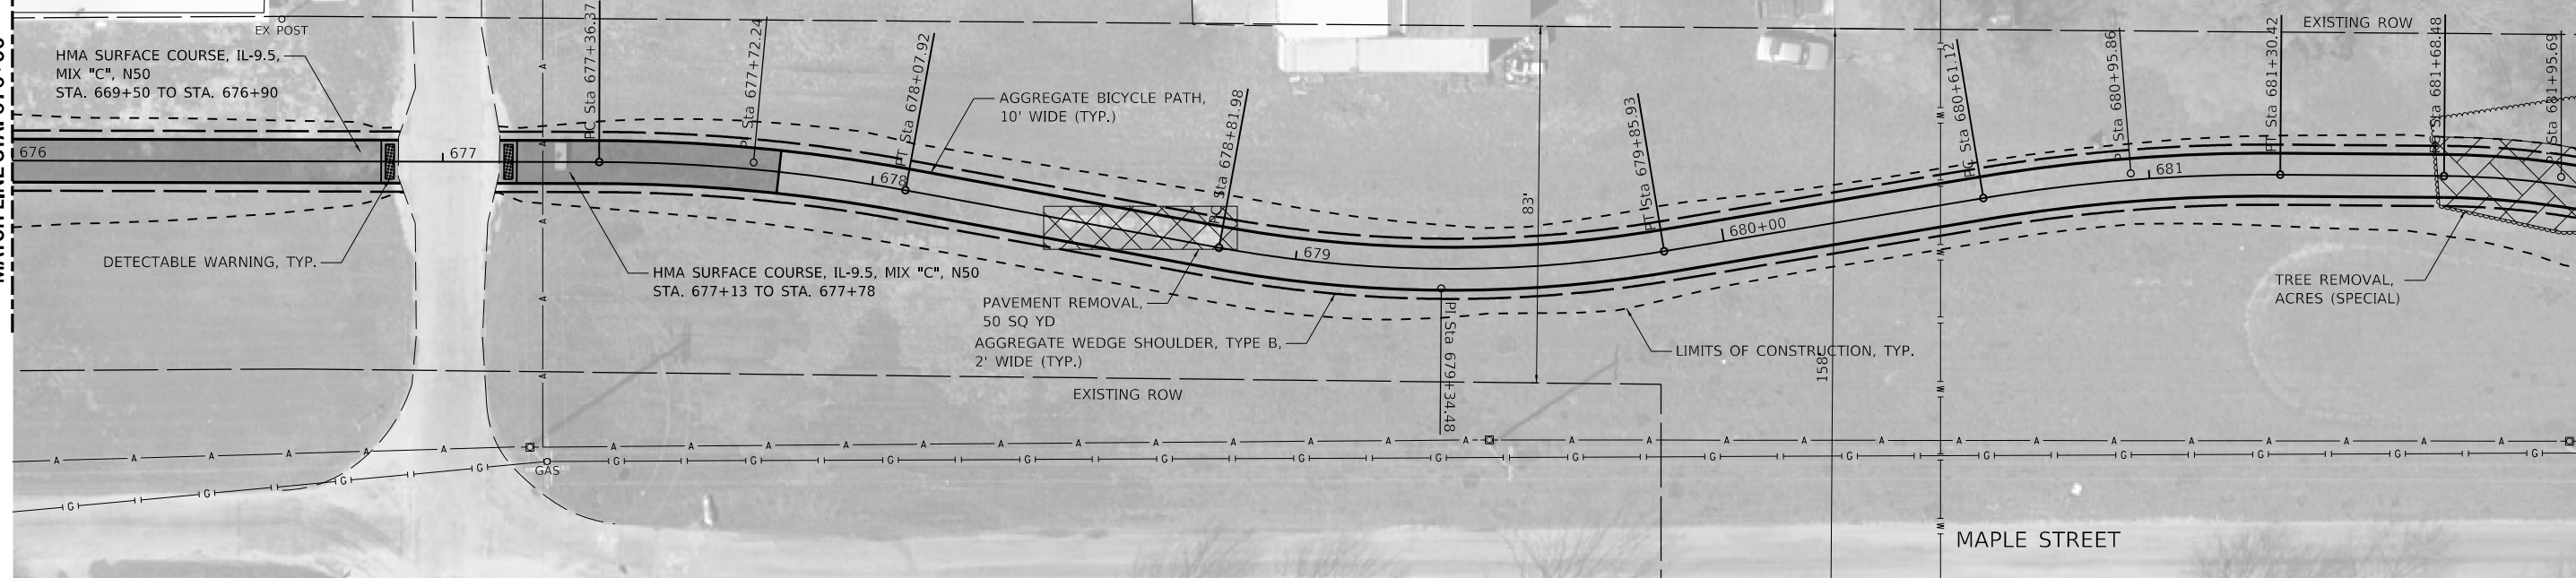 EX POST
HMA SURFACE COURSE, IL-9.5,
MIX "C", N50
STA. 669+50 TO STA. 676+90
676
677
DETECTABLE WARNING, TYP.
PC Sta 677+36.37
PI Sta 677+72.24
PT Sta 678+07.92
678
AGGREGATE BICYCLE PATH,
10' WIDE (TYP.)
PC Sta 678+81.98
HMA SURFACE COURSE, IL-9.5, MIX "C", N50
STA. 677+13 TO STA. 677+78
PAVEMENT REMOVAL,
50 SQ YD
AGGREGATE WEDGE SHOULDER, TYPE B,
2' WIDE (TYP.)
679
PI Sta 679+34.48
83'
PT Sta 679+85.93
680+00
LIMITS OF CONSTRUCTION, TYP.
158'
PC Sta 680+61.12
PI Sta 680+95.86
681
PT Sta 681+30.42
EXISTING ROW
PC Sta 681+68.48
PI Sta 681+95.69
TREE REMOVAL,
ACRES (SPECIAL)
EXISTING ROW
A A A A A A
G G G G
GAS
MAPLE STREET